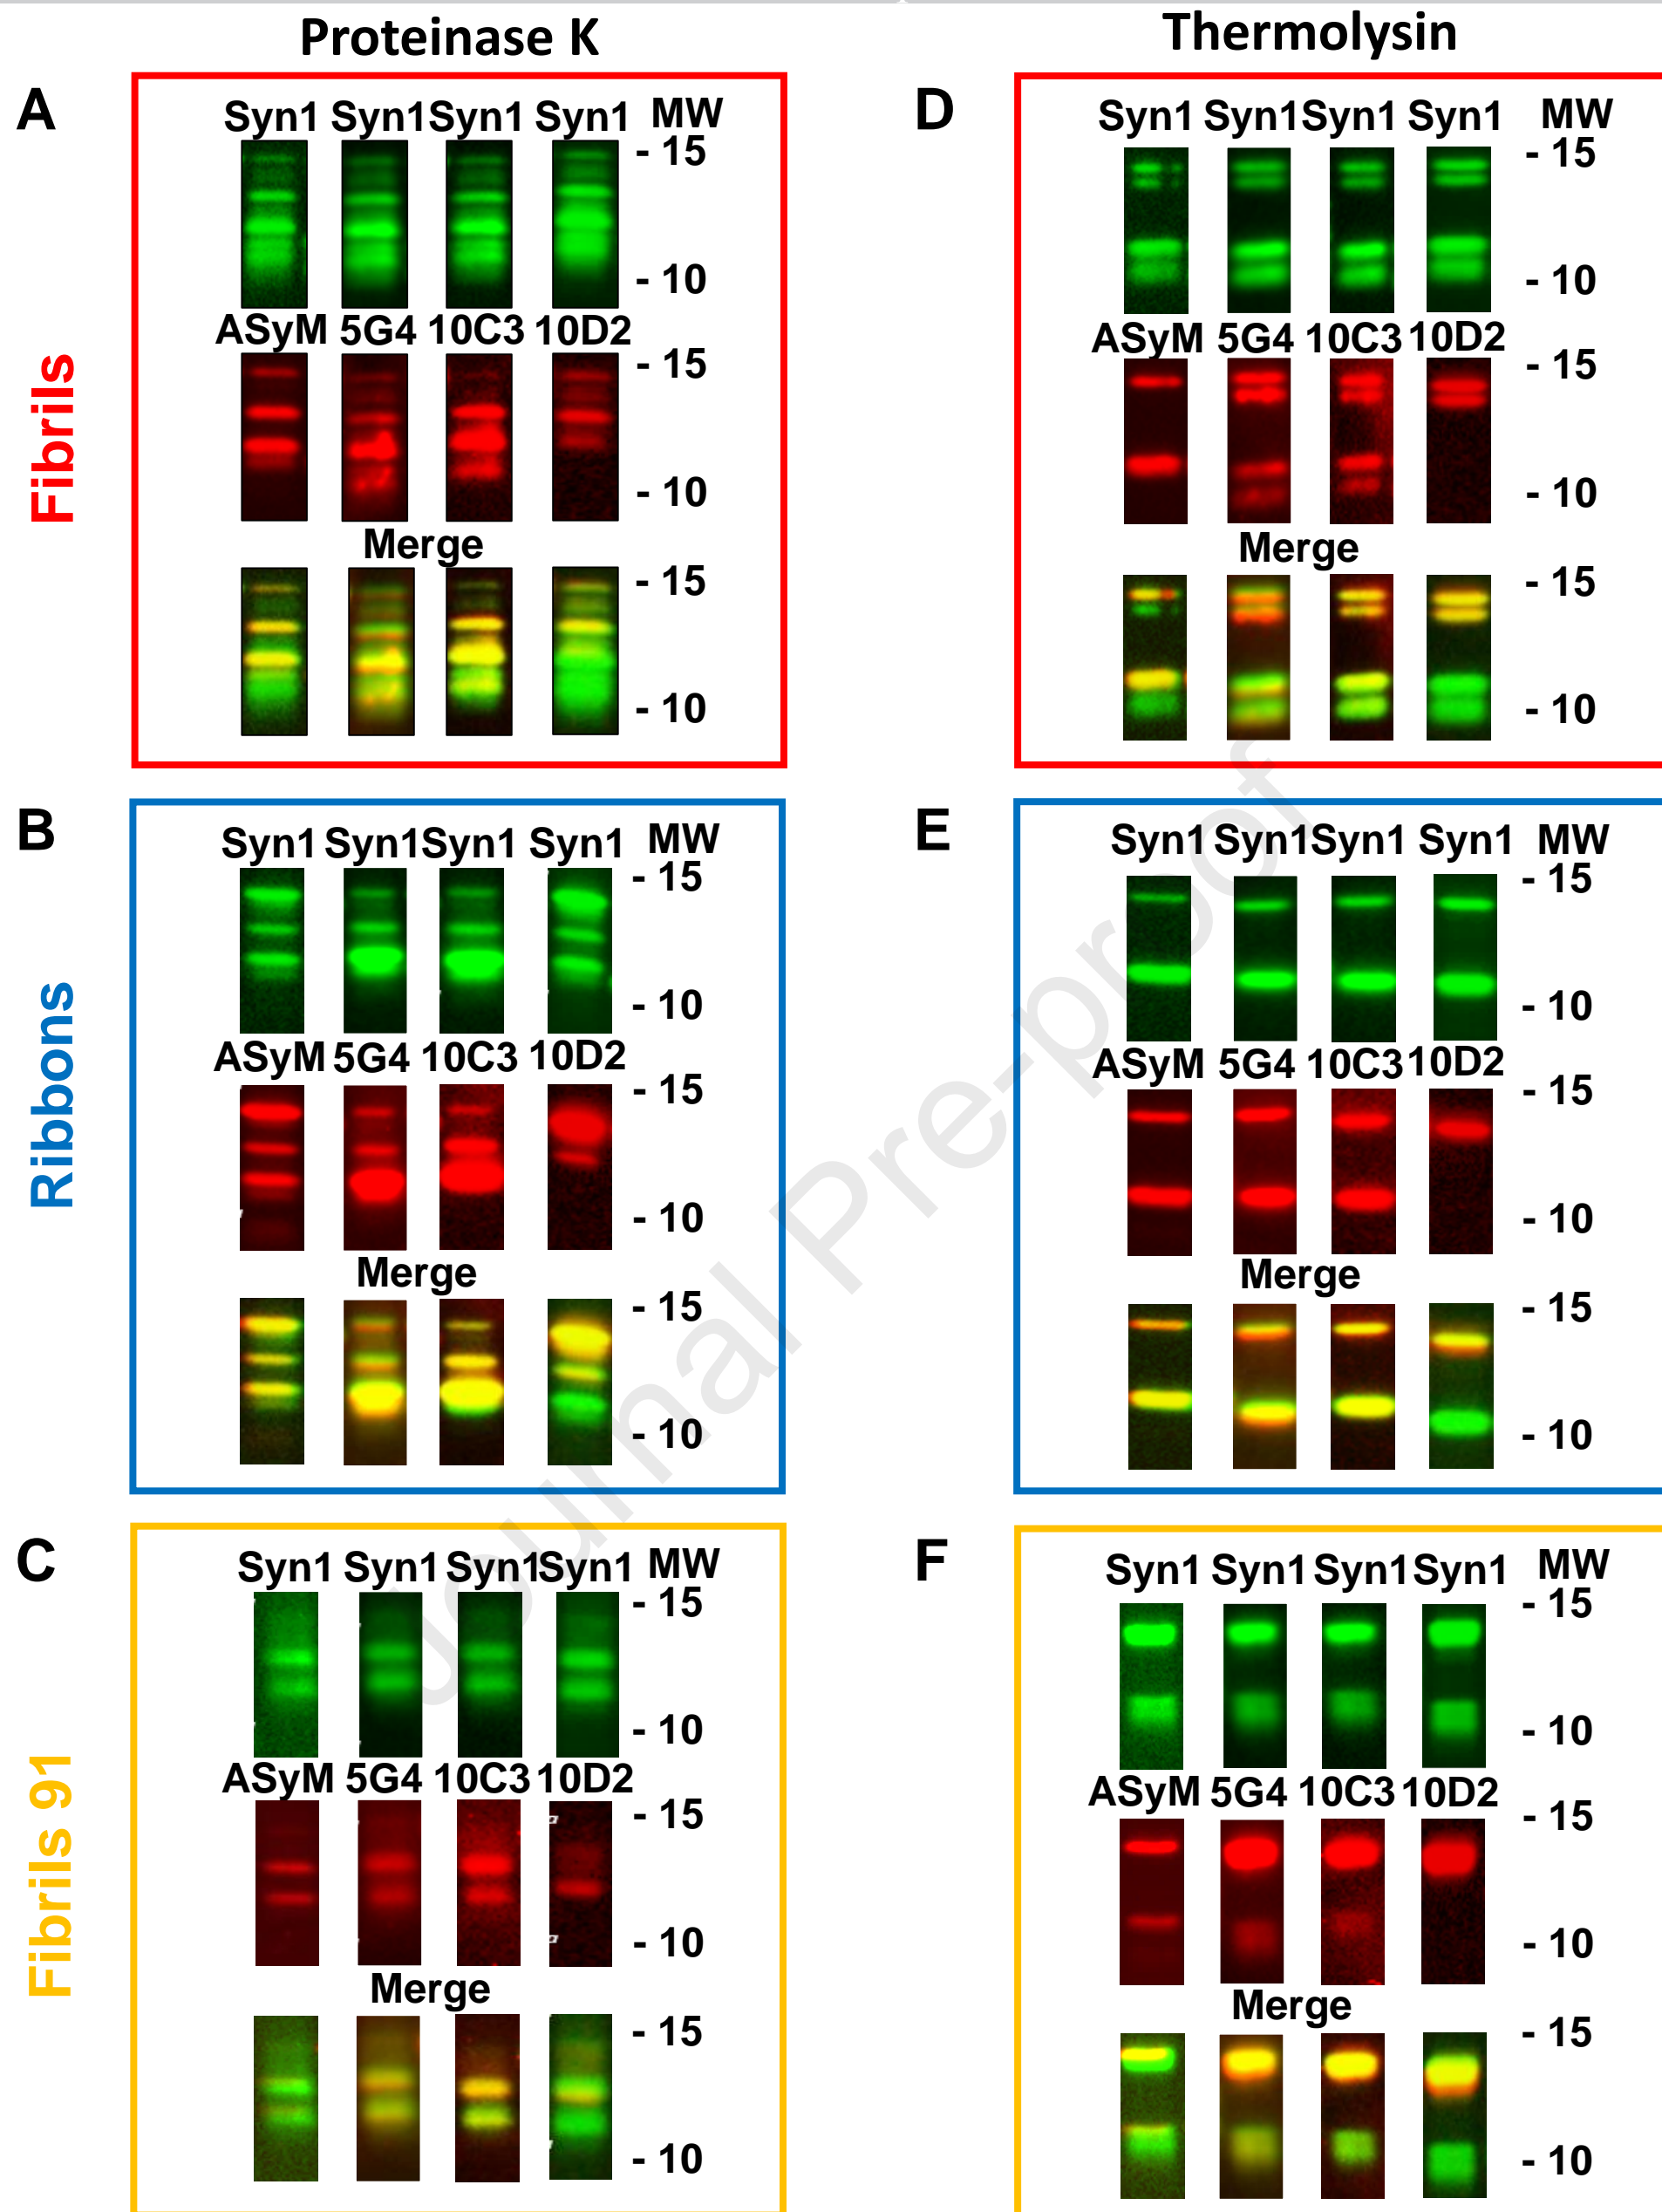 Proteinase K
Thermolysin
A
Syn1 Syn1 Syn1 Syn1 MW
- 15
- 10
ASyM 5G4 10C3 10D2
- 15
- 10
Merge
- 15
- 10
Fibrils
D
Syn1 Syn1 Syn1 Syn1 MW
- 15
- 10
ASyM 5G4 10C3 10D2
- 15
- 10
Merge
- 15
- 10
B
Syn1 Syn1 Syn1 Syn1 MW
- 15
- 10
ASyM 5G4 10C3 10D2
- 15
- 10
Merge
- 15
- 10
Ribbons
E
Syn1 Syn1 Syn1 Syn1 MW
- 15
- 10
ASyM 5G4 10C3 10D2
- 15
- 10
Merge
- 15
- 10
C
Syn1 Syn1 Syn1 Syn1 MW
- 15
- 10
ASyM 5G4 10C3 10D2
- 15
- 10
Merge
- 15
- 10
Fibrils 91
F
Syn1 Syn1 Syn1 Syn1 MW
- 15
- 10
ASyM 5G4 10C3 10D2
- 15
- 10
Merge
- 15
- 10
Journal Pre-proof